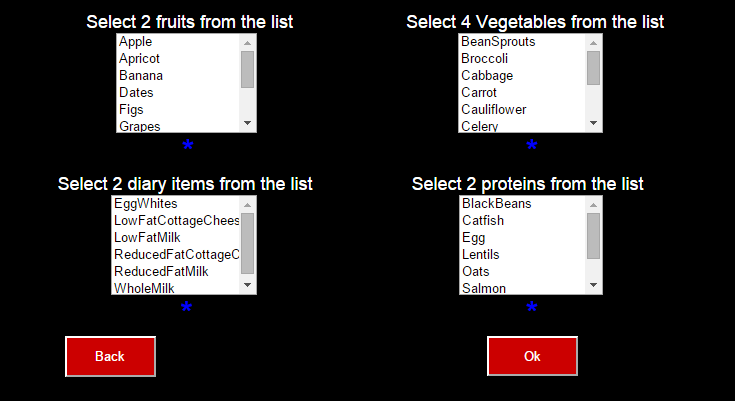 Select 2 fruits from the list
Apple
Apricot
Banana
Dates
Figs
Grapes
*
Select 4 Vegetables from the list
BeanSprouts
Broccoli
Cabbage
Carrot
Cauliflower
Celery
*
Select 2 diary items from the list
EggWhites
LowFatCottageChees
LowFatMilk
ReducedFatCottageC
ReducedFatMilk
WholeMilk
*
Select 2 proteins from the list
BlackBeans
Catfish
Egg
Lentils
Oats
Salmon
*
Back
Ok